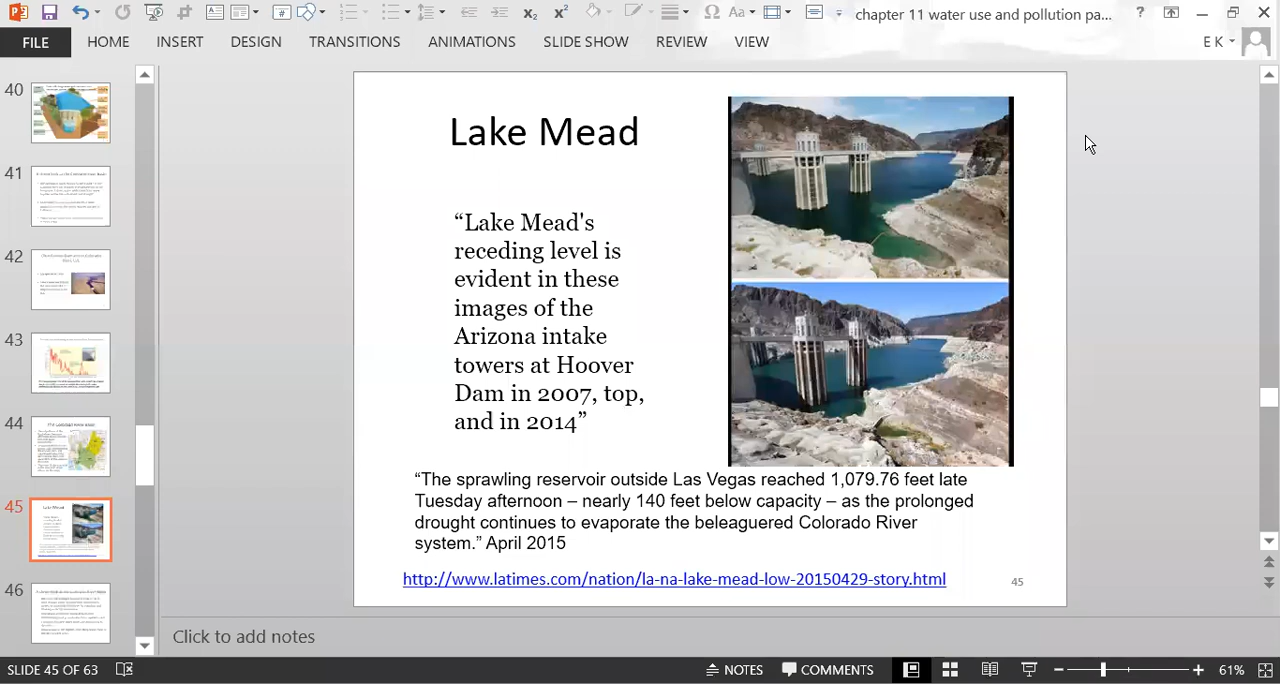 chapter 11 water use and pollution pa...
?
FILE
HOME
INSERT
DESIGN
TRANSITIONS
ANIMATIONS
SLIDE SHOW
REVIEW
VIEW
E K
40
41
42
43
44
45
46
Lake Mead
“Lake Mead's
receding level is
evident in these
images of the
Arizona intake
towers at Hoover
Dam in 2007, top,
and in 2014”
“The sprawling reservoir outside Las Vegas reached 1,079.76 feet late
Tuesday afternoon – nearly 140 feet below capacity – as the prolonged
drought continues to evaporate the beleaguered Colorado River
system.” April 2015
http://www.latimes.com/nation/la-na-lake-mead-low-20150429-story.html
45
Click to add notes
SLIDE 45 OF 63
NOTES
COMMENTS
61%